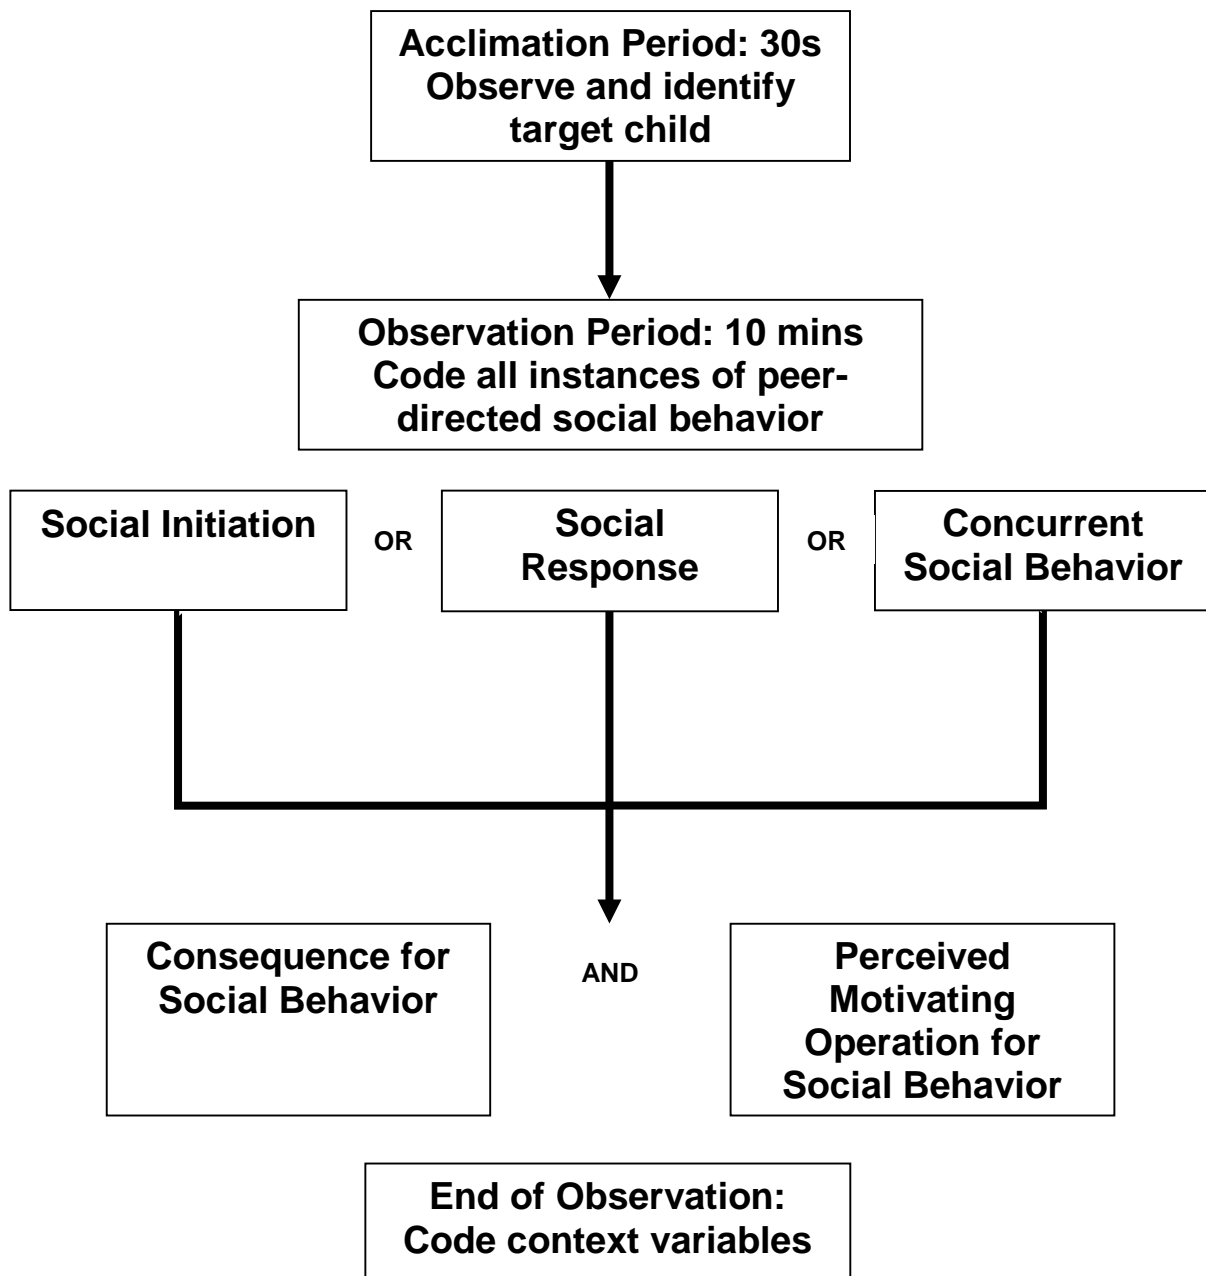 Acclimation Period: 30s
Observe and identify
target child
Observation Period: 10 mins
Code all instances of peer-
directed social behavior
Social Initiation
OR
Social
Response
OR
Concurrent
Social Behavior
Consequence for
Social Behavior
AND
Perceived
Motivating
Operation for
Social Behavior
End of Observation:
Code context variables